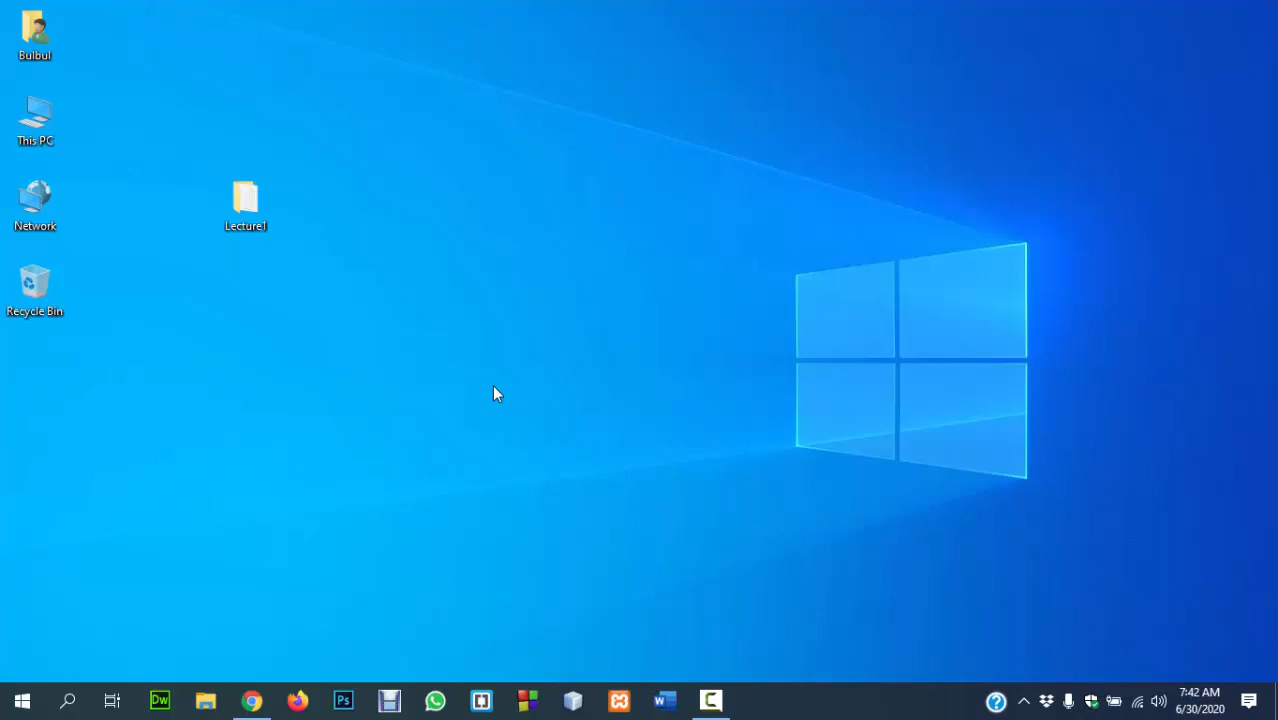 Bulbul
This PC
Network
Lecture1
Recycle Bin
Dw
Ps
W
C
?
7:42 AM
6/30/2020